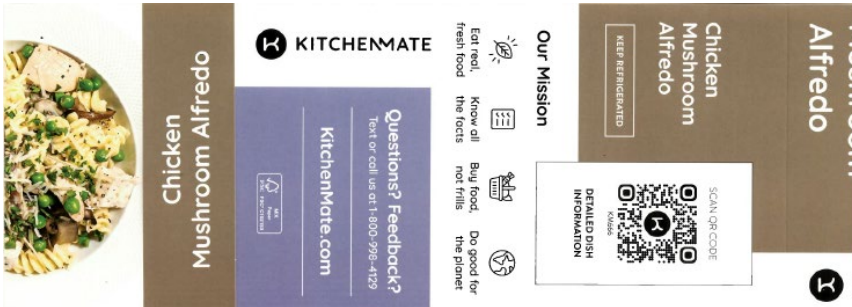 Chicken
Mushroom Alfredo
KITCHENMATE
Questions? Feedback?
Text or call us at 1-800-998-4129
KitchenMate.com
MIX
Paper
Our Mission
Eat real,
fresh food
Know all
the facts
Buy food,
not frills
Do good for
the planet
Chicken
Mushroom
Alfredo
KEEP REFRIGERATED
SCAN QR CODE
KM666
DETAILED DISH
INFORMATION
Alfredo